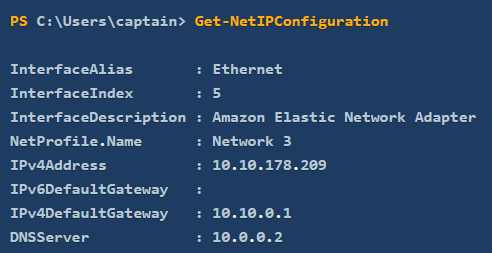 PS C:\Users\captain> Get-NetIPConfiguration
InterfaceAlias : Ethernet
InterfaceIndex : 5
InterfaceDescription : Amazon Elastic Network Adapter
NetProfile.Name : Network 3
IPv4Address : 10.10.178.209
IPv6DefaultGateway :
IPv4DefaultGateway : 10.10.0.1
DNSServer : 10.0.0.2